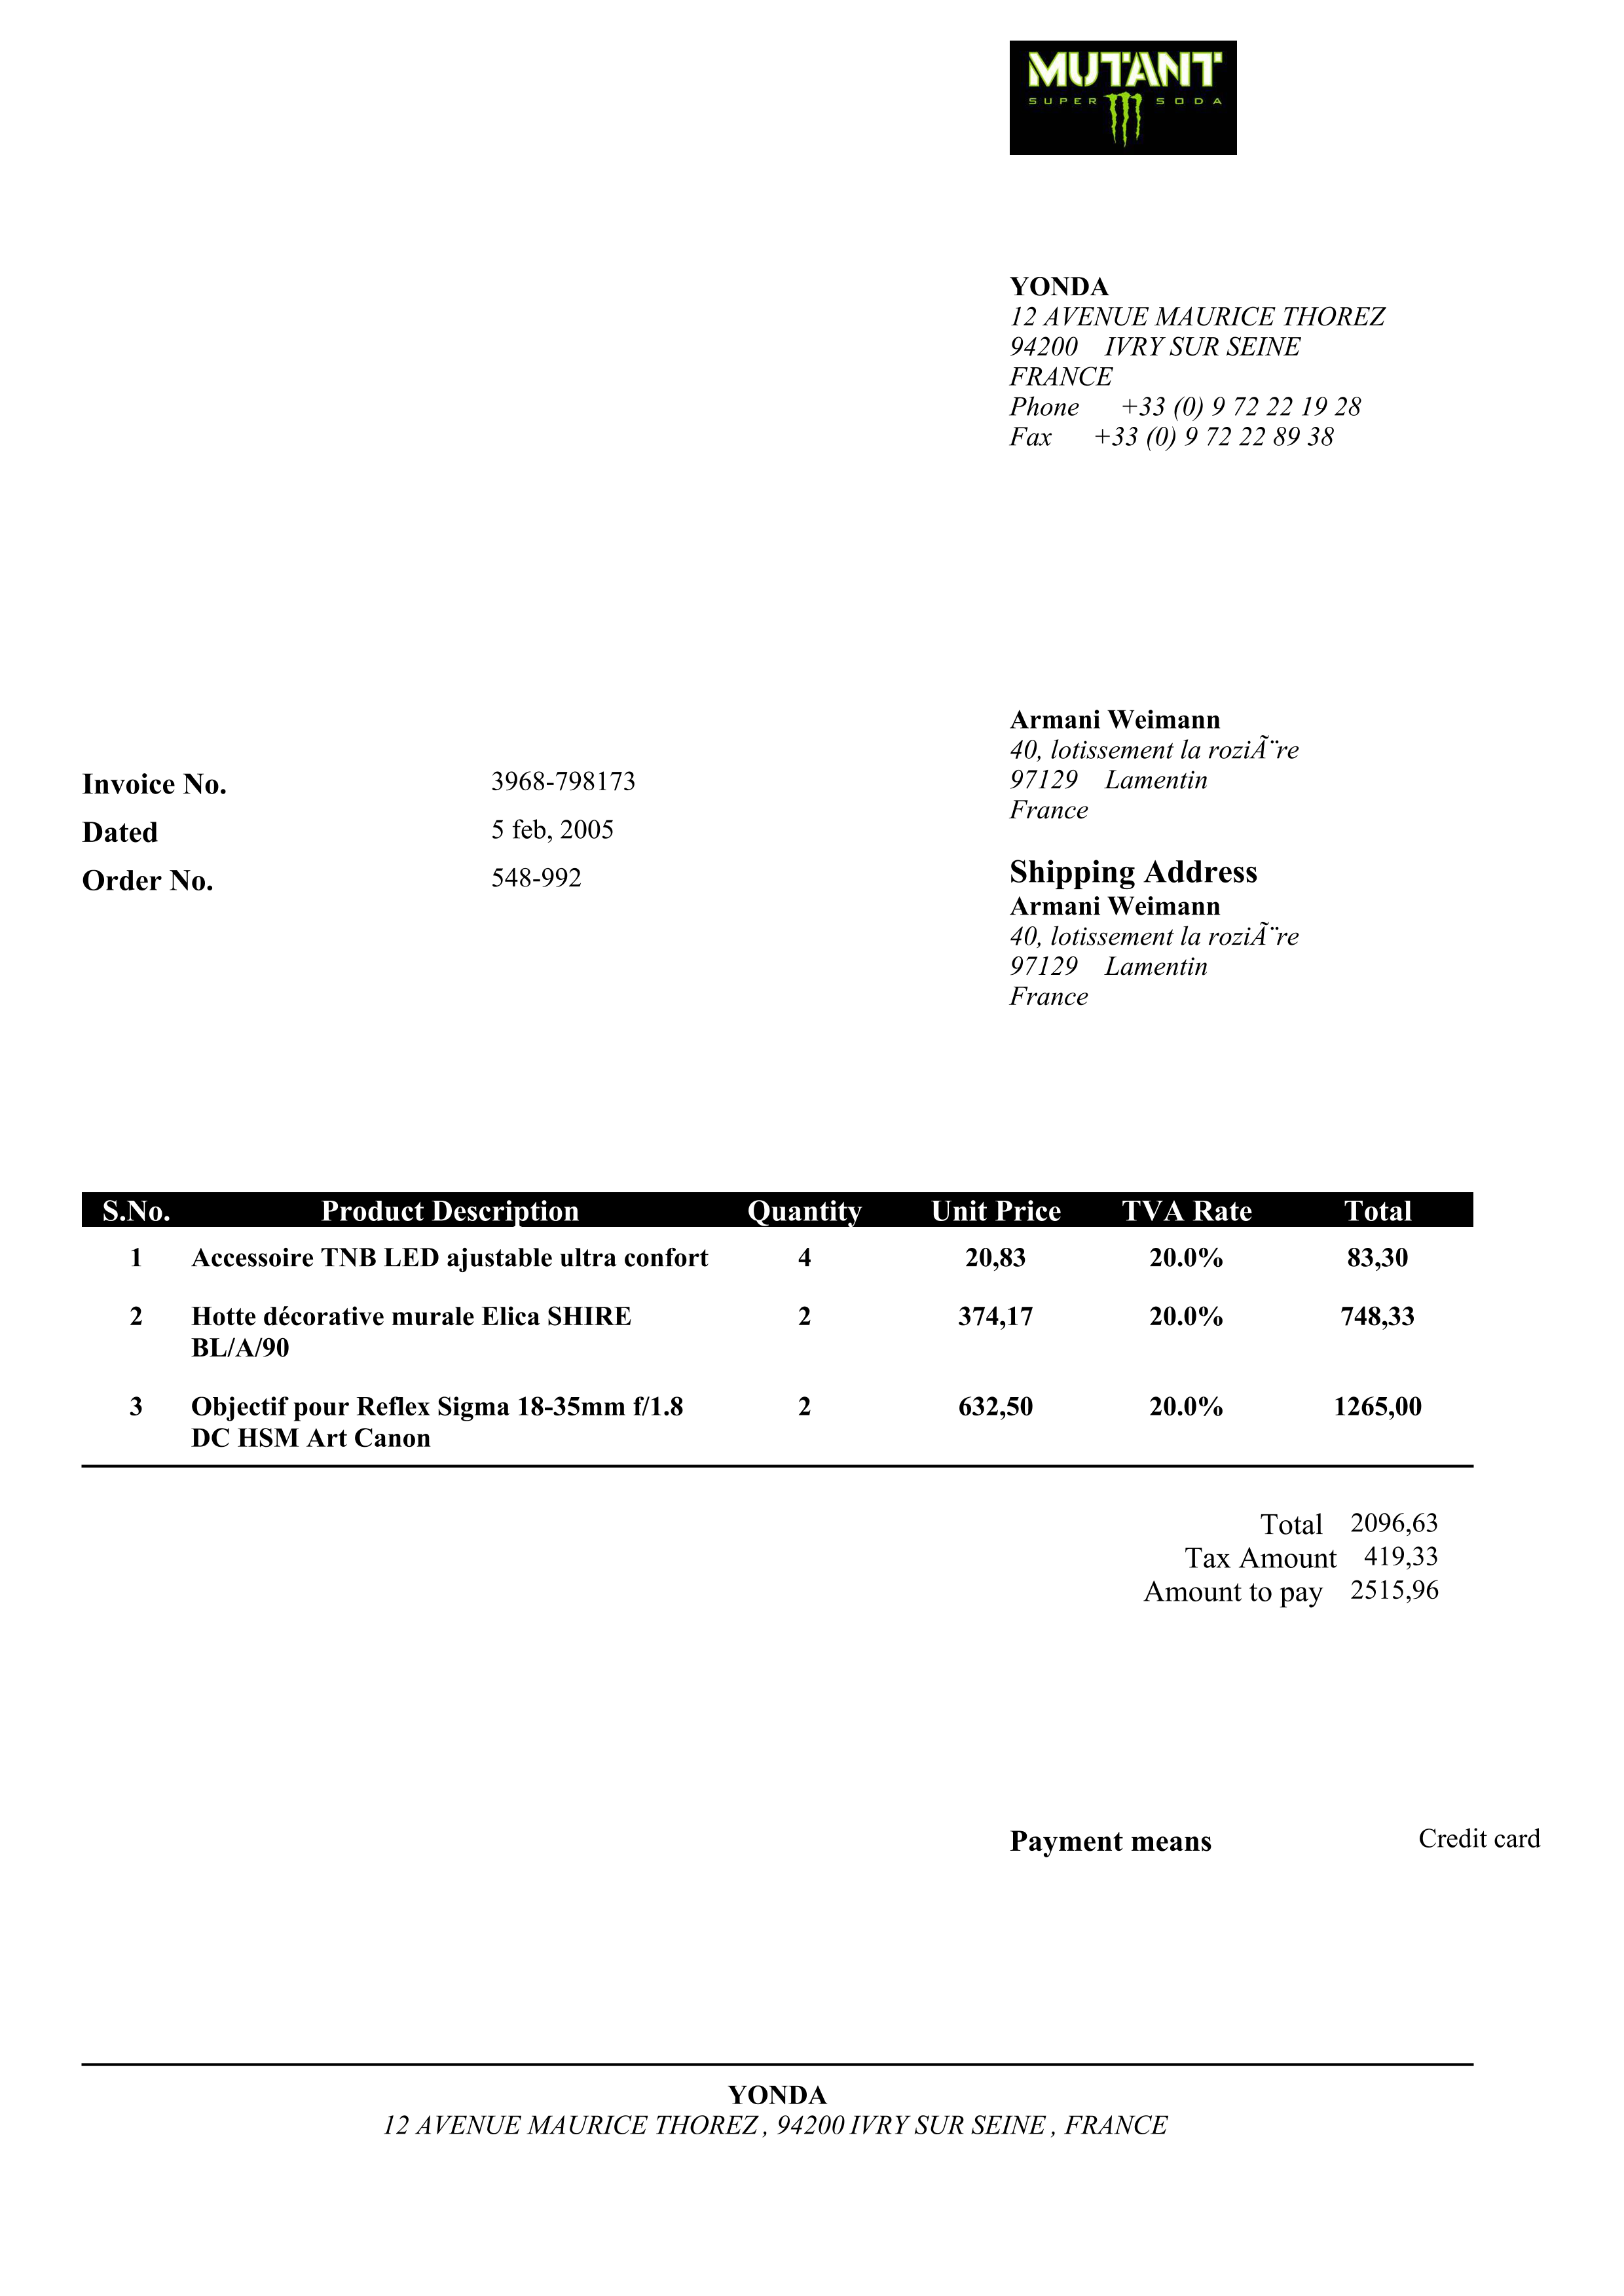 MUTANT
SUPER SODA
YONDA
12 AVENUE MAURICE THOREZ
94200 IVRY SUR SEINE
FRANCE
Phone +33 (0) 9 72 22 19 28
Fax +33 (0) 9 72 22 89 38
Armani Weimann
40, lotissement la roziÃ¨re
97129 Lamentin
France
Invoice No. 3968-798173
Dated 5 feb, 2005
Order No. 548-992
Shipping Address
Armani Weimann
40, lotissement la roziÃ¨re
97129 Lamentin
France
S.No. Product Description Quantity Unit Price TVA Rate Total
1 Accessoire TNB LED ajustable ultra confort 4 20,83 20.0% 83,30
2 Hotte décorative murale Elica SHIRE 2 374,17 20.0% 748,33
BL/A/90
3 Objectif pour Reflex Sigma 18-35mm f/1.8 2 632,50 20.0% 1265,00
DC HSM Art Canon
Total 2096,63
Tax Amount 419,33
Amount to pay 2515,96
Payment means Credit card
YONDA
12 AVENUE MAURICE THOREZ , 94200 IVRY SUR SEINE , FRANCE